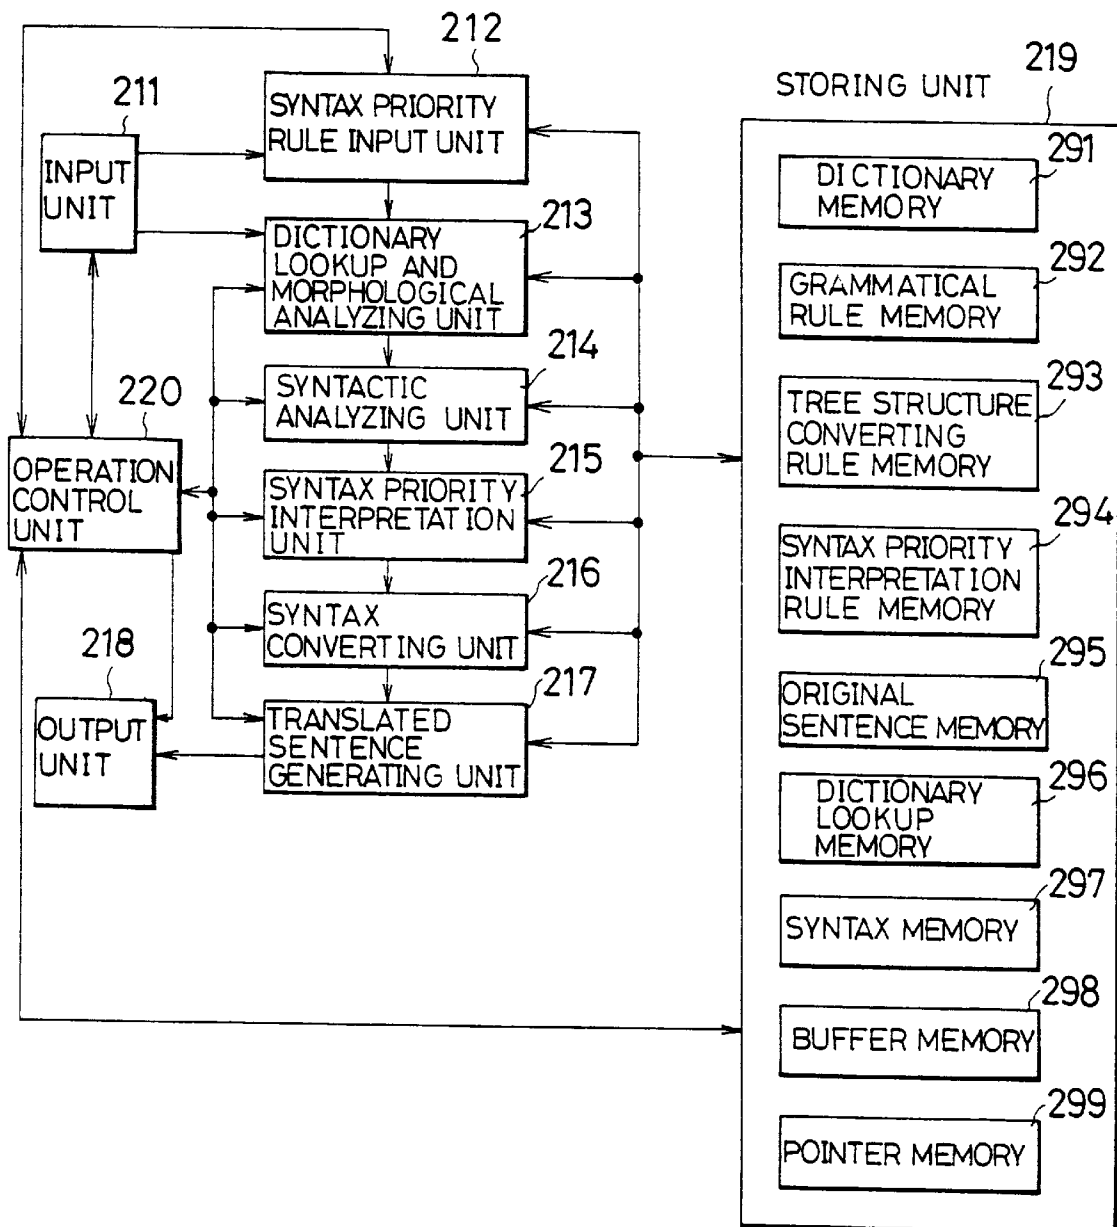 212
219
STORING UNIT
211
SYNTAX PRIORITY
RULE INPUT UNIT
INPUT
UNIT
291
DICTIONARY
MEMORY
213
DICTIONARY
LOOKUP AND
MORPHOLOGICAL
ANALYZING UNIT
292
GRAMMATICAL
RULE MEMORY
214
SYNTACTIC
ANALYZING UNIT
293
TREE STRUCTURE
CONVERTING
RULE MEMORY
220
OPERATION
CONTROL
UNIT
215
SYNTAX PRIORITY
INTERPRETATION
UNIT
294
SYNTAX PRIORITY
INTERPRETATION
RULE MEMORY
216
SYNTAX
CONVERTING UNIT
218
OUTPUT
UNIT
217
TRANSLATED
SENTENCE
GENERATING UNIT
295
ORIGINAL
SENTENCE MEMORY
296
DICTIONARY
LOOKUP
MEMORY
297
SYNTAX MEMORY
298
BUFFER MEMORY
299
POINTER MEMORY